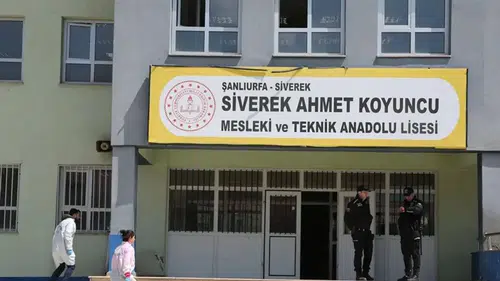 ŞANLIURFA - SİVEREK
SİVEREK AHMET KOYUNCU
MESLEKİ ve TEKNİK ANADOLU LİSESİ